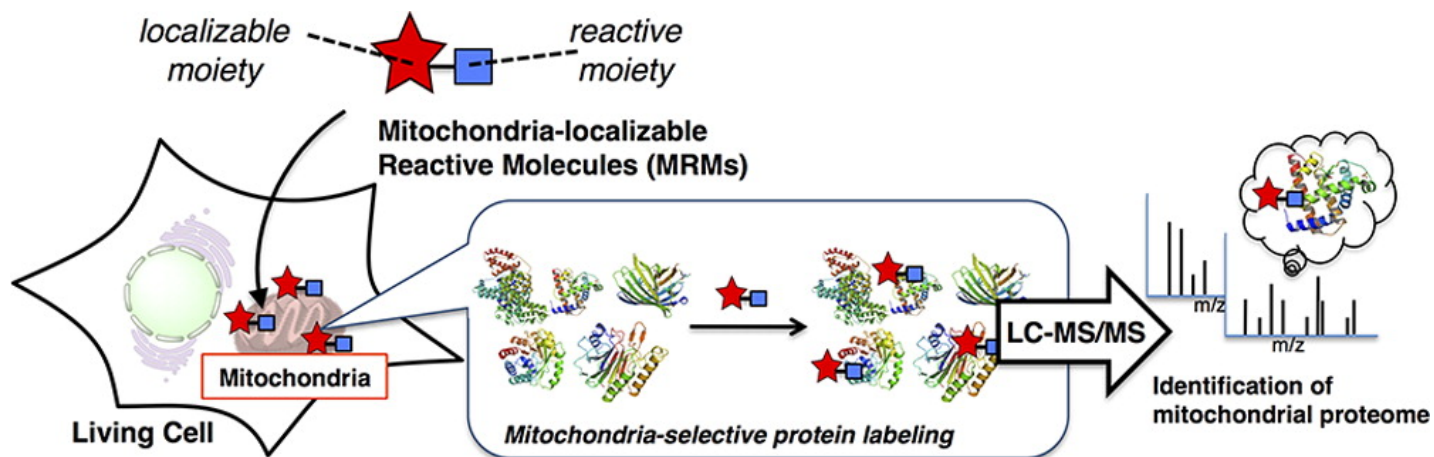 localizable
moiety
reactive
moiety
Mitochondria-localizable
Reactive Molecules (MRMs)
Mitochondria
Living Cell
Mitochondria-selective protein labeling
LC-MS/MS
m/z
m/z
Identification of
mitochondrial proteome